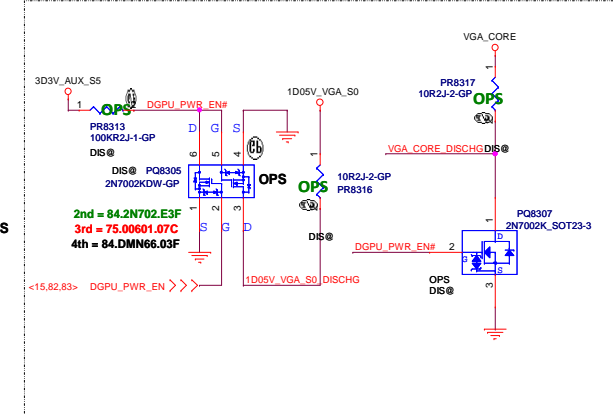 VGA_CORE
3D3V_AUX_S5
1D05V_VGA_S0
1
OPS
DGPU_PWR_EN#
PR8313
100KR2J-1-GP
DIS@
D G S
6 5 4
DIS@ PQ8305
2N7002KDW-GP
OPS
1 2 3
S G D
2nd = 84.2N702.E3F
3rd = 75.00601.07C
4th = 84.DMN66.03F
S
<15,82,83> DGPU_PWR_EN
1D05V_VGA_S0_DISCHG
1
10R2J-2-GP
OPS
PR8316
DIS@
1
PR8317
10R2J-2-GP
OPS
VGA_CORE_DISCHG
DIS@
PQ8307
2N7002K_SOT23-3
1
D
DGPU_PWR_EN# 2
G
S
OPS
DIS@
3